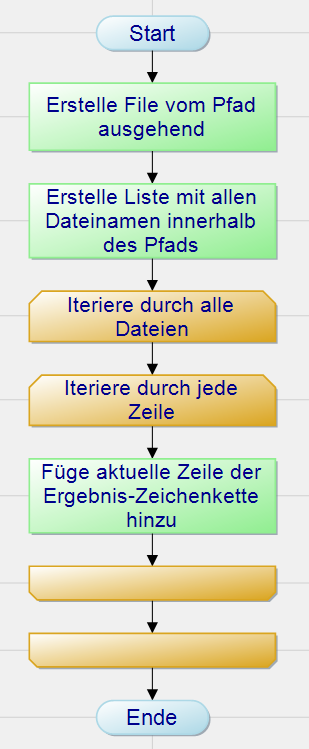 Start
Erstelle File vom Pfad
ausgehend
Erstelle Liste mit allen
Dateinamen innerhalb
des Pfads
Iteriere durch alle
Dateien
Iteriere durch jede
Zeile
Füge aktuelle Zeile der
Ergebnis-Zeichenkette
hinzu
Ende